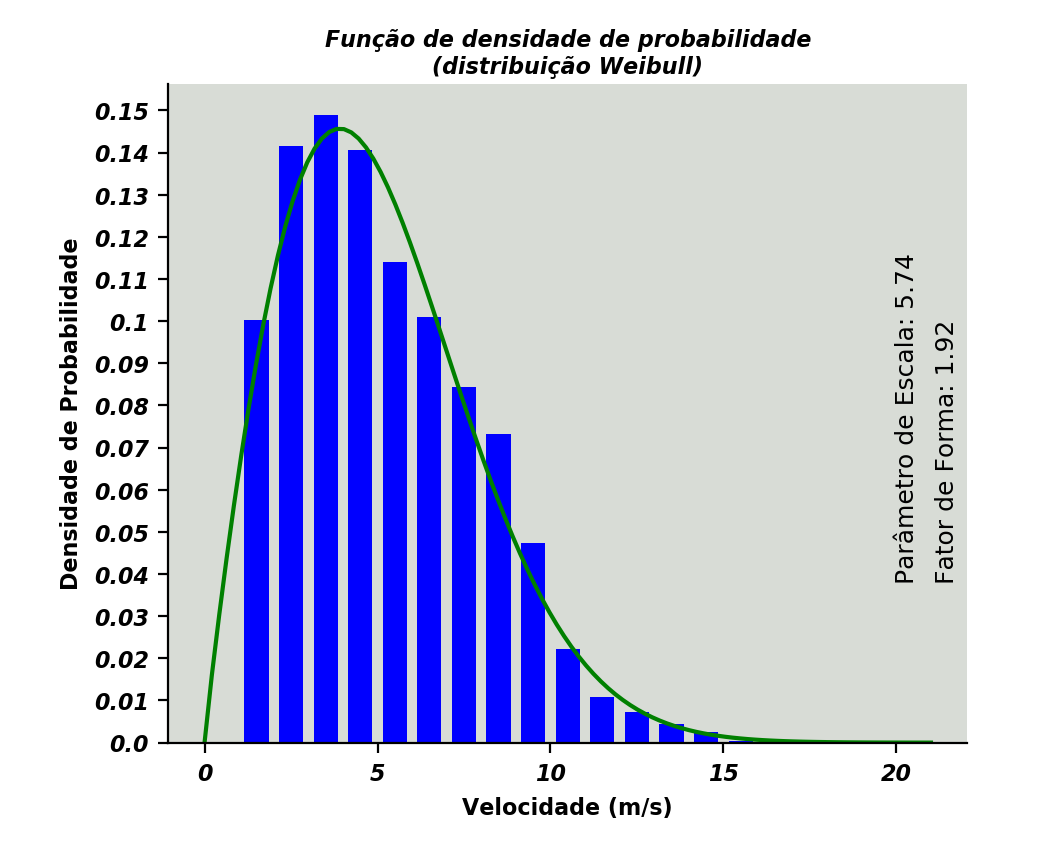 Função de densidade de probabilidade
(distribuição Weibull)
Densidade de Probabilidade
0.15
0.14
0.13
0.12
0.11
0.1
0.09
0.08
0.07
0.06
0.05
0.04
0.03
0.02
0.01
0.0
Parâmetro de Escala: 5.74
Fator de Forma: 1.92
0 5 10 15 20
Velocidade (m/s)